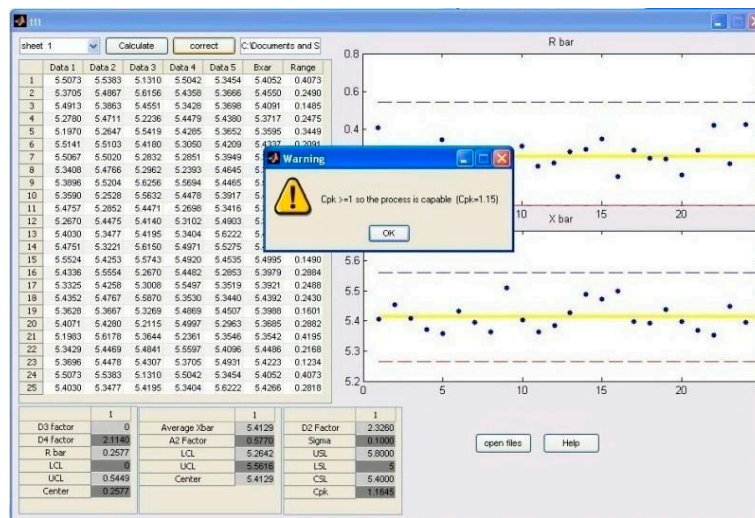 ttt
sheet 1 Calculate correct C:\Documents and S
Data 1 Data 2 Data 3 Data 4 Data 5 Bxar Range
1 5.5073 5.5383 5.1310 5.5042 5.3454 5.4052 0.4073
2 5.3705 5.4867 5.6156 5.4358 5.3666 5.4550 0.2490
3 5.4913 5.3863 5.4551 5.3428 5.3698 5.4091 0.1485
4 5.2780 5.4711 5.2236 5.4479 5.4380 5.3717 0.2475
5 5.1970 5.2647 5.5419 5.4285 5.3652 5.3595 0.3449
6 5.5141 5.5103 5.4180 5.3050 5.4209 5.4337 0.2091
7 5.5067 5.5020 5.2832 5.2851 5.3949
8 5.3408 5.4766 5.2962 5.2393 5.4645
9 5.3896 5.5204 5.6256 5.5694 5.4465
10 5.3590 5.2528 5.5632 5.4478 5.3917
11 5.4757 5.2852 5.4471 5.2698 5.3416
12 5.2670 5.4475 5.4140 5.3102 5.4903
13 5.4030 5.3477 5.4195 5.3404 5.6222
14 5.4751 5.3221 5.6150 5.4971 5.5275
15 5.5524 5.4253 5.5743 5.4920 5.4535 5.4995 0.1490
16 5.4336 5.5554 5.2670 5.4482 5.2853 5.3979 0.2884
17 5.3325 5.4258 5.3008 5.5497 5.3519 5.3921 0.2488
18 5.4352 5.4767 5.5870 5.3530 5.3440 5.4392 0.2430
19 5.3628 5.3667 5.3269 5.4869 5.4507 5.3988 0.1601
20 5.4071 5.4280 5.2115 5.4997 5.2963 5.3685 0.2882
21 5.1983 5.6178 5.3644 5.2361 5.3546 5.3542 0.4195
22 5.3429 5.4469 5.4841 5.5597 5.4096 5.4486 0.2168
23 5.3696 5.4478 5.4307 5.3705 5.4931 5.4223 0.1234
24 5.5073 5.5383 5.1310 5.5042 5.3454 5.4052 0.4073
25 5.4030 5.3477 5.4195 5.3404 5.6222 5.4266 0.2818
R bar
0.8
0.4
Warning
Cpk >=1 so the process is capable (Cpk=1.15)
OK
10 15 20
X bar
5.6
5.4
5.3
5.2
0 5 10 15 20
1
D3 factor 0
D4 factor 2.1140
R bar 0.2577
LCL 0
UCL 0.5449
Center 0.2577
1
Average Xbar 5.4129
A2 Factor 0.5770
LCL 5.2642
UCL 5.5616
Center 5.4129
1
D2 Factor 2.3260
Sigma 0.1000
USL 5.8000
LSL 5
CSL 5.4000
Cpk 1.1645
open files Help